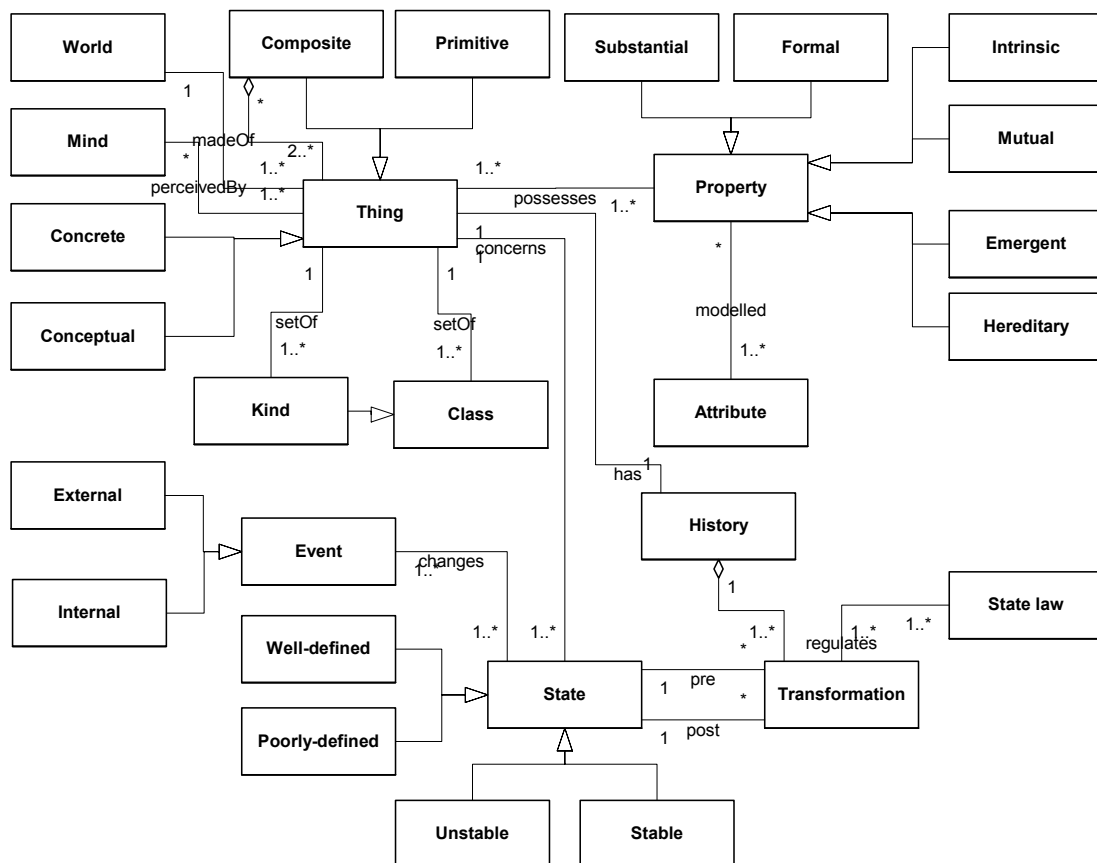 World
Composite
Primitive
Substantial
Formal
Intrinsic
1
*
Mind
madeOf
*
2..*
Mutual
1..*
1..*
perceivedBy
1..*
possesses
1..*
Property
Thing
Concrete
1
concerns
1
*
Emergent
1
1
Conceptual
setOf
setOf
modelled
Hereditary
1..*
1..*
1..*
Kind
Class
Attribute
has
1
External
History
Event
changes
1..*
1
Internal
State law
1..*
1..*
1..*
1..*
1..*
regulates
Well-defined
*
pre
1
State
Transformation
*
post
1
Poorly-defined
Unstable
Stable